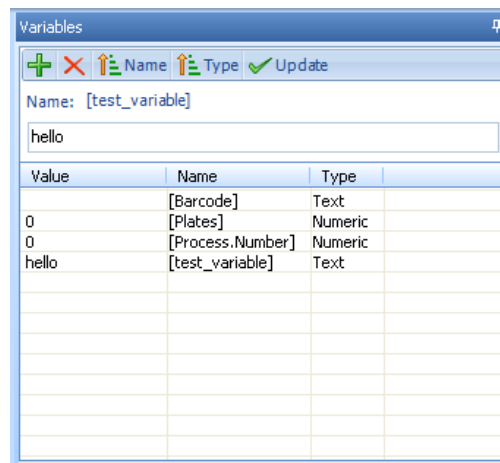 Variables
Name Type Update
Name: [test_variable]
hello
Value Name Type
[Barcode] Text
0 [Plates] Numeric
0 [Process.Number] Numeric
hello [test_variable] Text